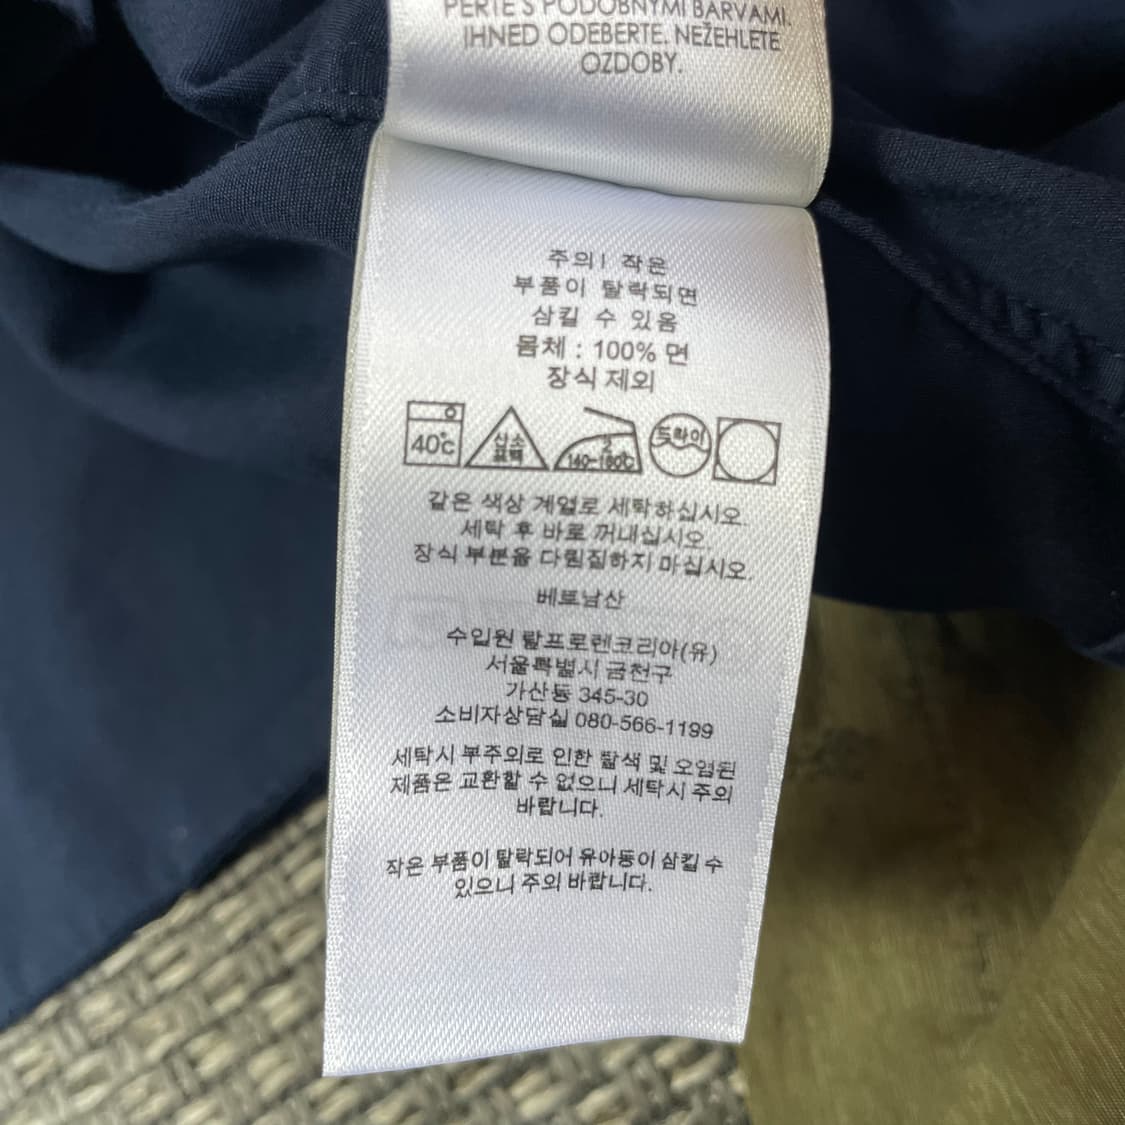 PERTE S PODOBNÝMI BARVAMI.
IHNED ODEBERTE. NEŽEHLETE
OZDOBY.
주의! 작은
부품이 탈락되면
삼킬 수 있음
몸체 : 100% 면
장식 제외
40℃ 산소 표백 2 140-160℃ 드라이
같은 색상 계열로 세탁하십시오.
세탁 후 바로 꺼내십시오.
장식 부분을 다림질하지 마십시오.
베트남산
수입원 랄프로렌코리아(유)
서울특별시 금천구
가산동 345-30
소비자상담실 080-566-1199
세탁시 부주의로 인한 탈색 및 오염된
제품은 교환할 수 없으니 세탁시 주의
바랍니다.
작은 부품이 탈락되어 유아동이 삼킬 수
있으니 주의 바랍니다.